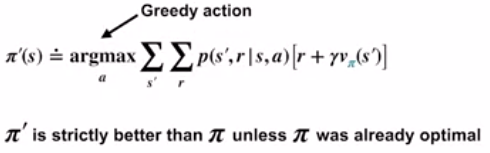 Greedy action
π′(s) ≐ argmax ∑ ∑ p(s′, r | s, a) [r + γv_π(s′)]
a s′ r
π′ is strictly better than π unless π was already optimal